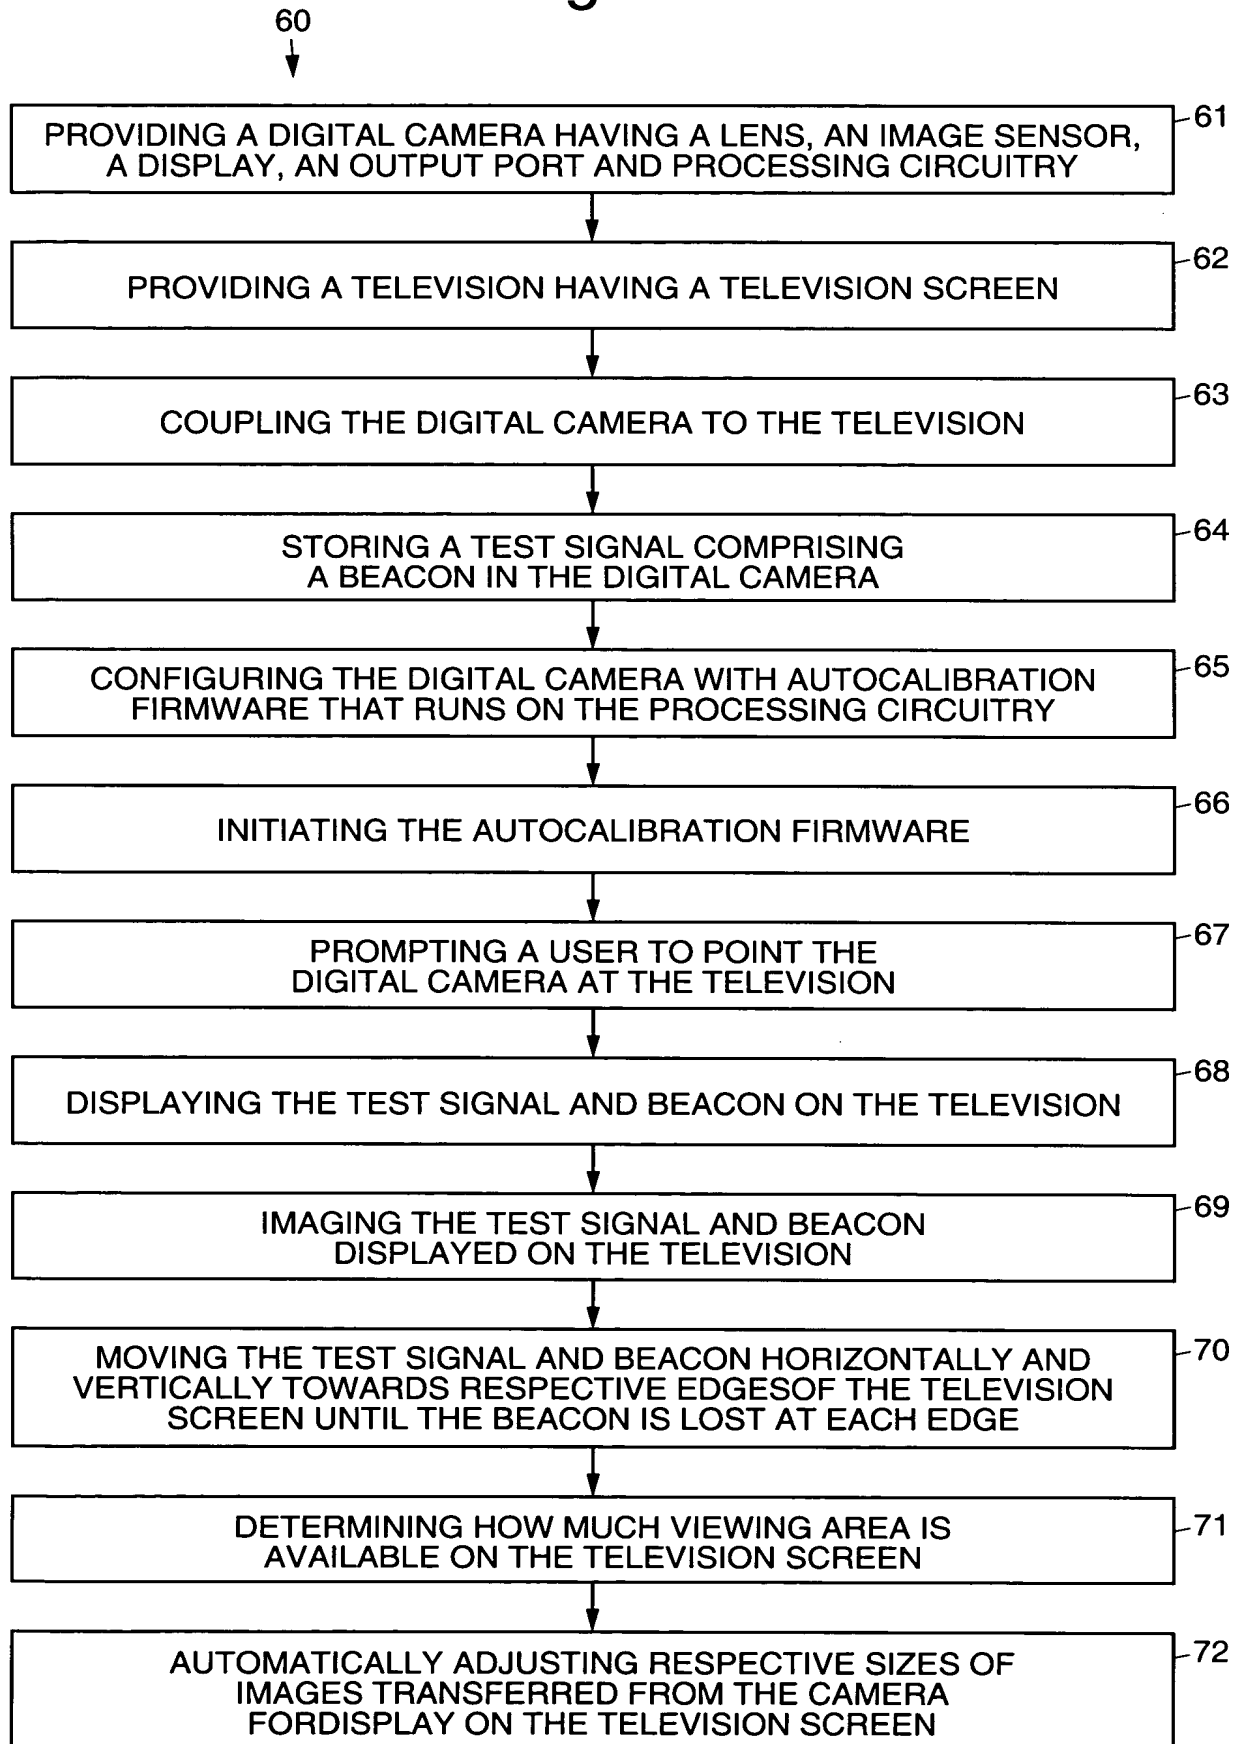 60
PROVIDING A DIGITAL CAMERA HAVING A LENS, AN IMAGE SENSOR,
A DISPLAY, AN OUTPUT PORT AND PROCESSING CIRCUITRY
61
PROVIDING A TELEVISION HAVING A TELEVISION SCREEN
62
COUPLING THE DIGITAL CAMERA TO THE TELEVISION
63
STORING A TEST SIGNAL COMPRISING
A BEACON IN THE DIGITAL CAMERA
64
CONFIGURING THE DIGITAL CAMERA WITH AUTOCALIBRATION
FIRMWARE THAT RUNS ON THE PROCESSING CIRCUITRY
65
INITIATING THE AUTOCALIBRATION FIRMWARE
66
PROMPTING A USER TO POINT THE
DIGITAL CAMERA AT THE TELEVISION
67
DISPLAYING THE TEST SIGNAL AND BEACON ON THE TELEVISION
68
IMAGING THE TEST SIGNAL AND BEACON
DISPLAYED ON THE TELEVISION
69
MOVING THE TEST SIGNAL AND BEACON HORIZONTALLY AND
VERTICALLY TOWARDS RESPECTIVE EDGESOF THE TELEVISION
SCREEN UNTIL THE BEACON IS LOST AT EACH EDGE
70
DETERMINING HOW MUCH VIEWING AREA IS
AVAILABLE ON THE TELEVISION SCREEN
71
AUTOMATICALLY ADJUSTING RESPECTIVE SIZES OF
IMAGES TRANSFERRED FROM THE CAMERA
FORDISPLAY ON THE TELEVISION SCREEN
72